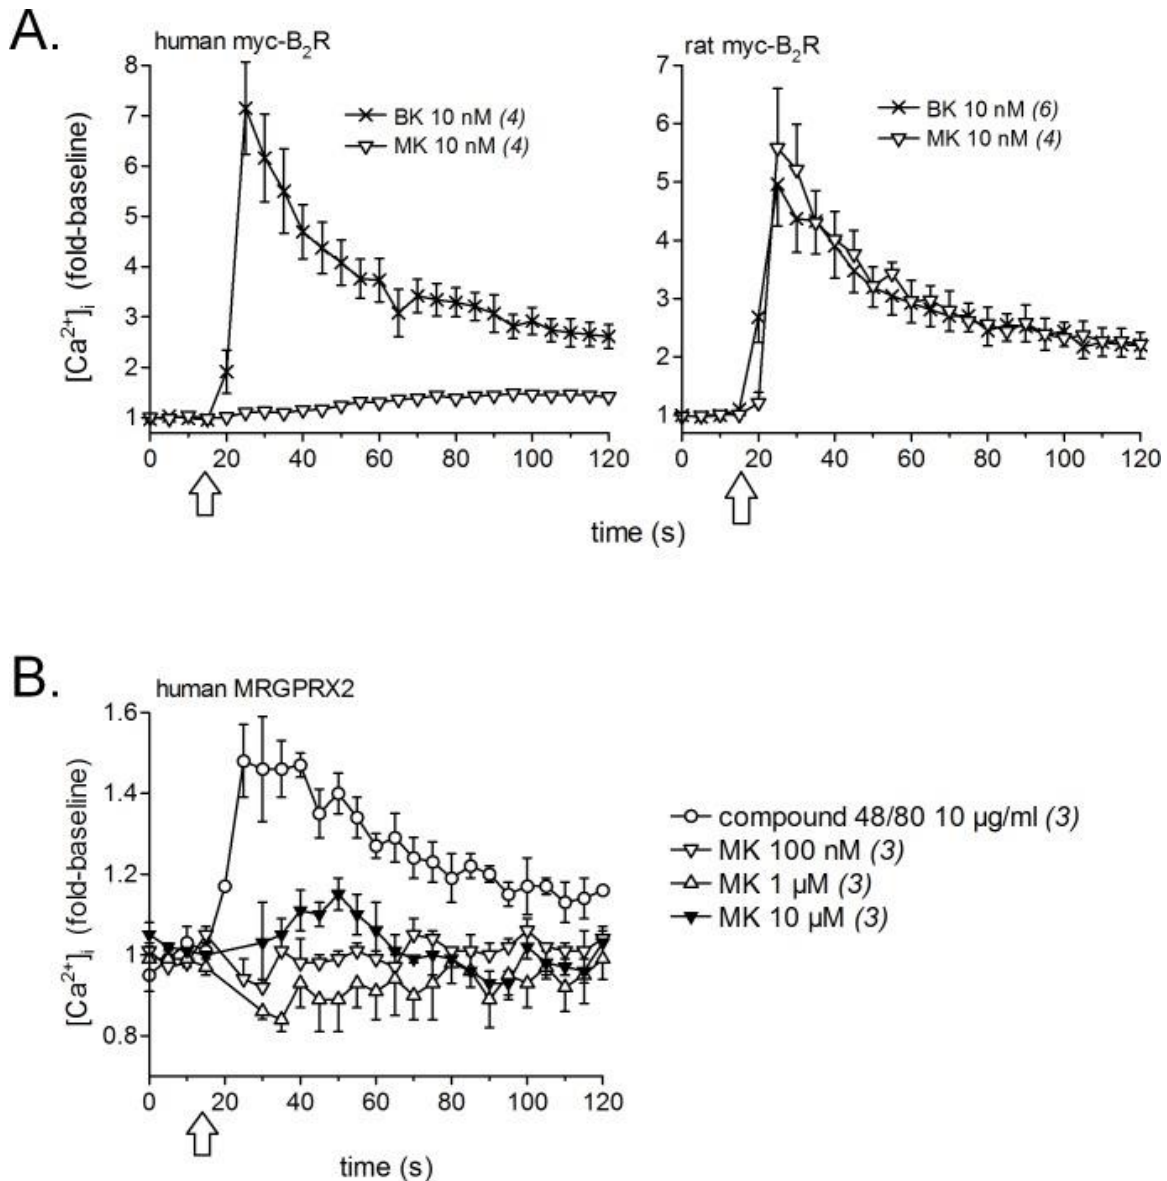 A.
human myc-B₂R
rat myc-B₂R
[Ca²⁺]ᵢ (fold-baseline)
8
7
6
5
4
3
2
1
BK 10 nM (4)
MK 10 nM (4)
0 20 40 60 80 100 120
7
6
5
4
3
2
1
BK 10 nM (6)
MK 10 nM (4)
0 20 40 60 80 100 120
time (s)
B.
human MRGPRX2
[Ca²⁺]ᵢ (fold-baseline)
1.6
1.4
1.2
1.0
0.8
0 20 40 60 80 100 120
time (s)
compound 48/80 10 µg/ml (3)
MK 100 nM (3)
MK 1 µM (3)
MK 10 µM (3)